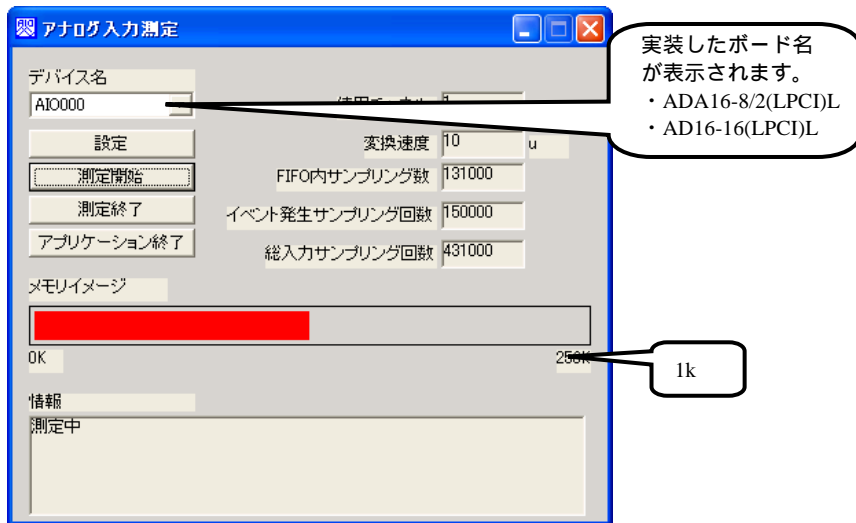 アナログ入力測定
実装したボード名
が表示されます。
・ADA16-8/2(LPCI)L
・AD16-16(LPCI)L
デバイス名
AIO000
設定
変換速度 10 u
測定開始
FIFO内サンプリング数 131000
測定終了
イベント発生サンプリング回数 150000
アプリケーション終了
総入力サンプリング回数 431000
メモリイメージ
0K
1k
情報
測定中